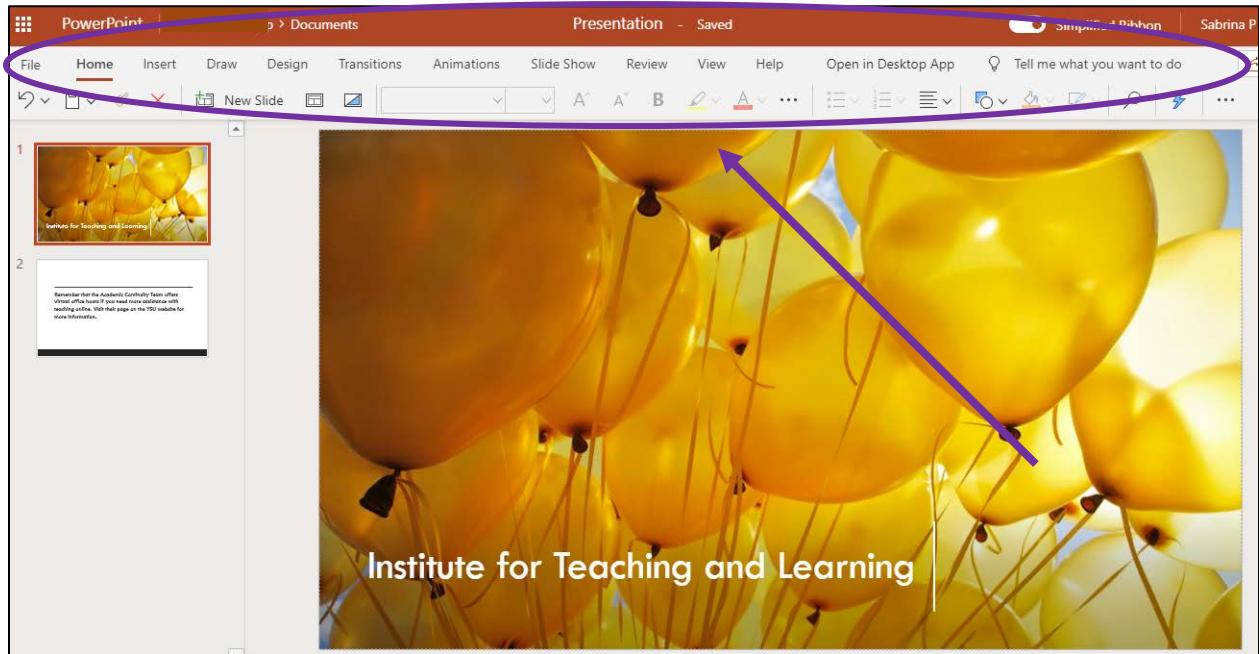 PowerPoint > Documents Presentation - Saved Simplified Ribbon Sabrina P
File Home Insert Draw Design Transitions Animations Slide Show Review View Help Open in Desktop App Tell me what you want to do
New Slide A A B A
1
Institute for Teaching and Learning
2
Remember that the Academic Continuity Team offers
virtual office hours if you need more assistance with
teaching online. Visit their page on the TSU website for
more information.
Institute for Teaching and Learning